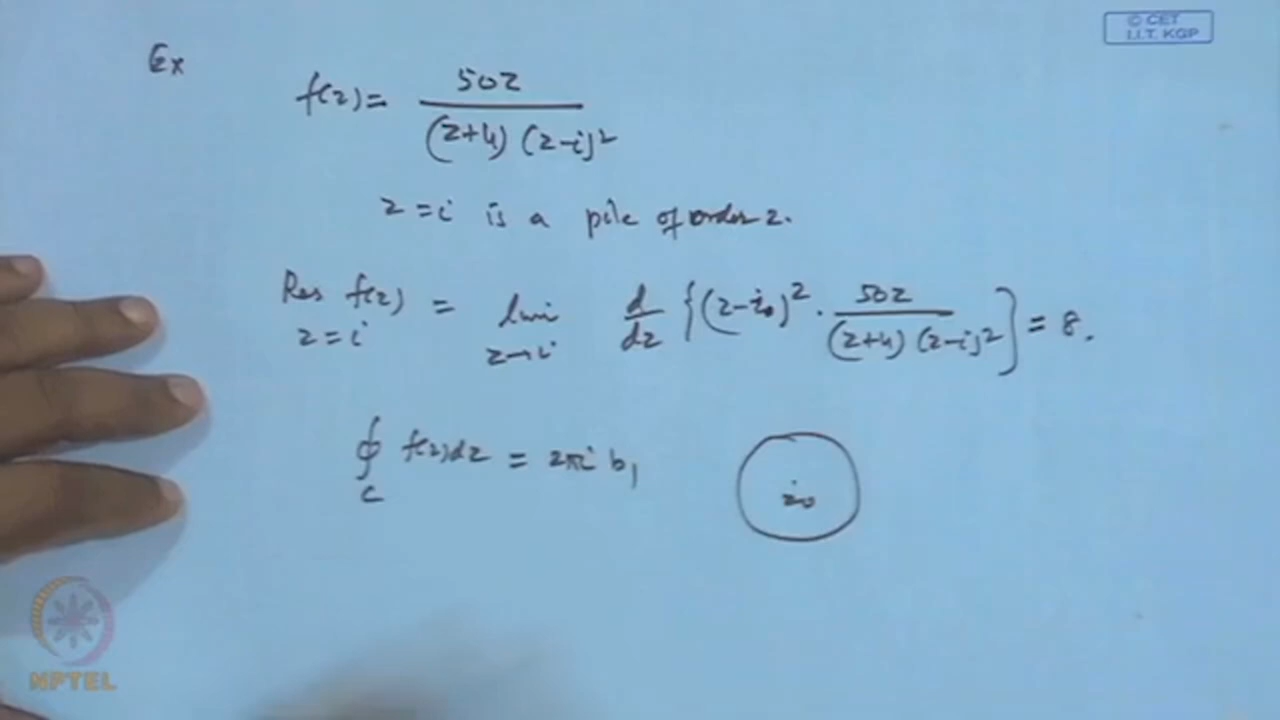 © CET
I.I.T. KGP
Ex
f(z) = 50z / (z+4) (z-i)²
z = i is a pole of order 2.
Res f(z) = lim d/dz {(z-z₀)² · 50z / (z+4) (z-i)²} = 8.
z = i z→i
∮ f(z)dz = 2πi b₁
C
z₀
NPTEL